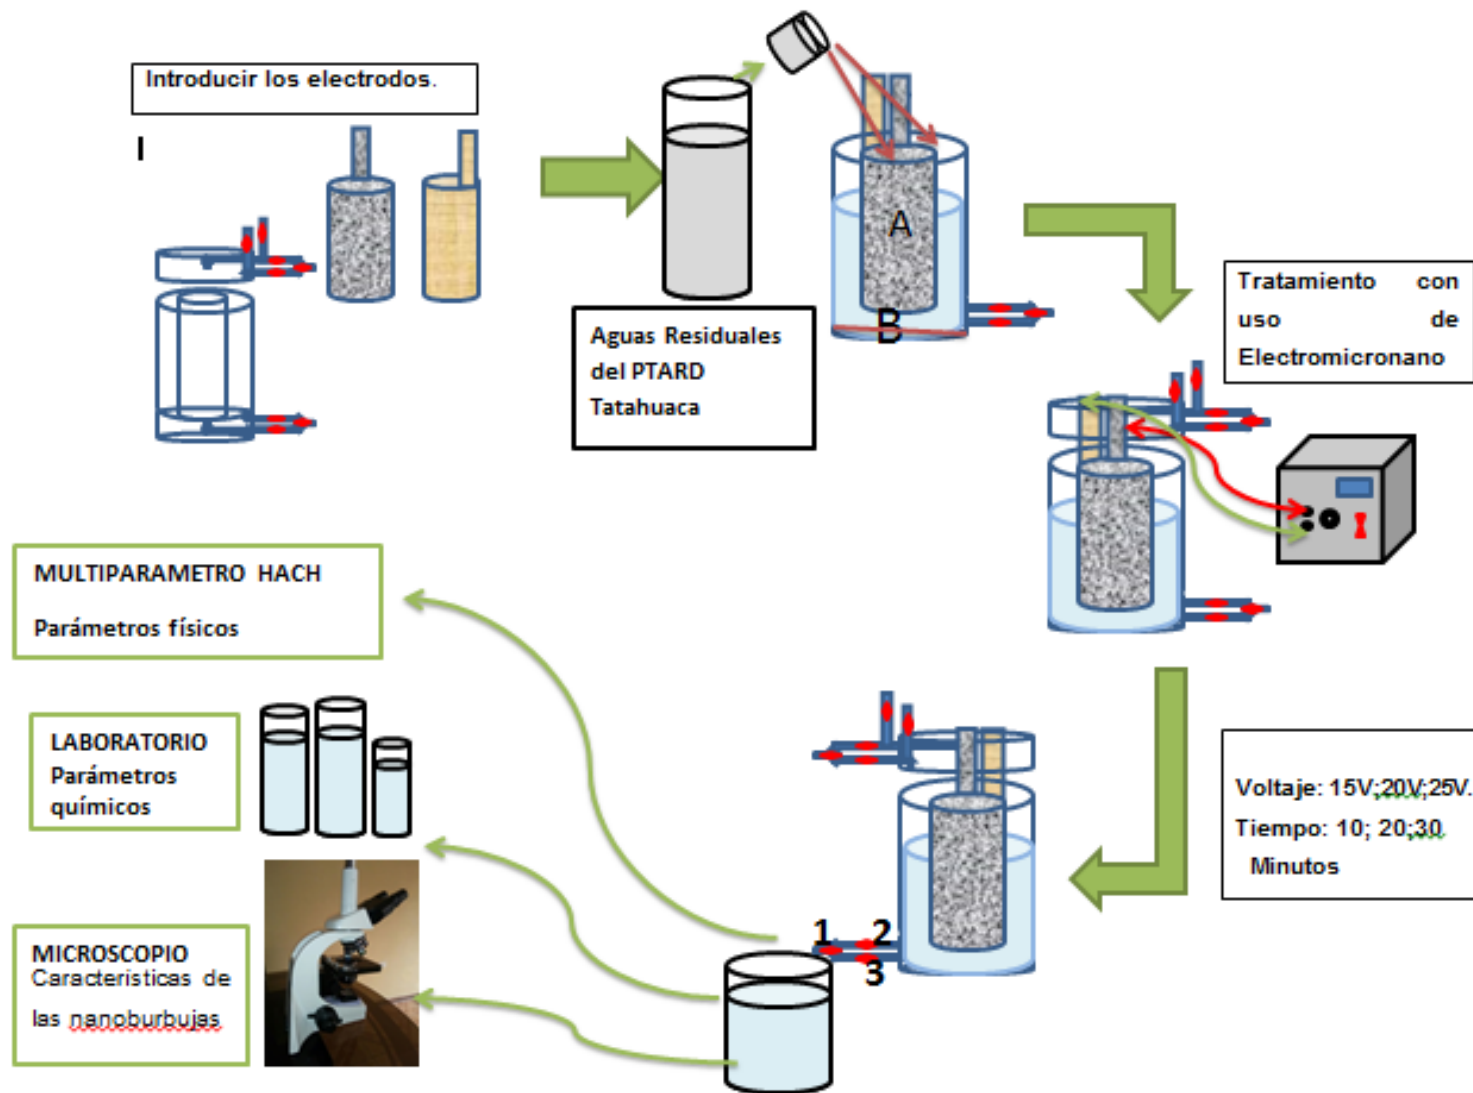 Introducir los electrodos.
I
Aguas Residuales
del PTARD
Tatahuaca
A
B
Tratamiento con
uso de
Electromicronano
Voltaje: 15V;20V;25V.
Tiempo: 10; 20;30
Minutos
1 2
3
MULTIPARAMETRO HACH
Parámetros físicos
LABORATORIO
Parámetros
químicos
MICROSCOPIO
Características de
las nanoburbujas